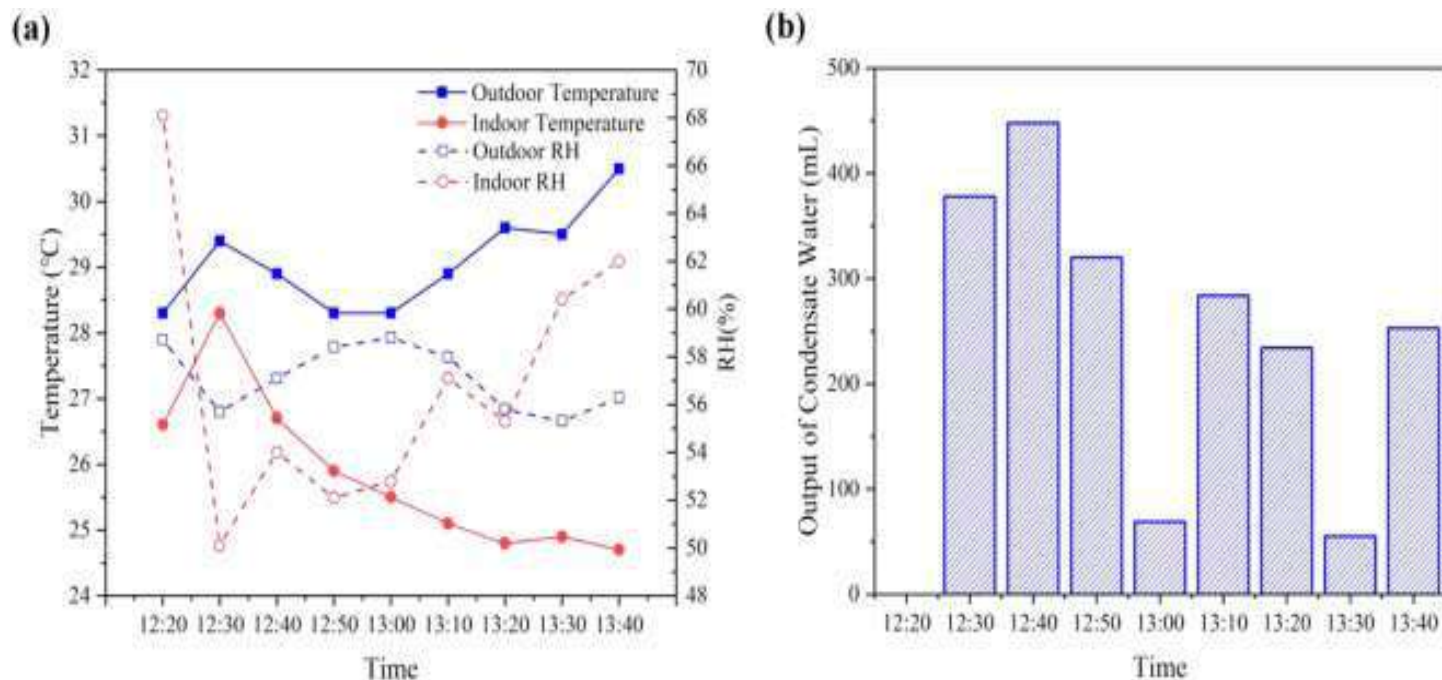 (a)
32
31
30
29
28
27
26
25
24
Temperature (°C)
Outdoor Temperature
Indoor Temperature
Outdoor RH
Indoor RH
70
68
66
64
62
60
58
56
54
52
50
48
RH(%)
12:20 12:30 12:40 12:50 13:00 13:10 13:20 13:30 13:40
Time
(b)
500
400
300
200
100
0
Output of Condensate Water (mL)
12:20 12:30 12:40 12:50 13:00 13:10 13:20 13:30 13:40
Time